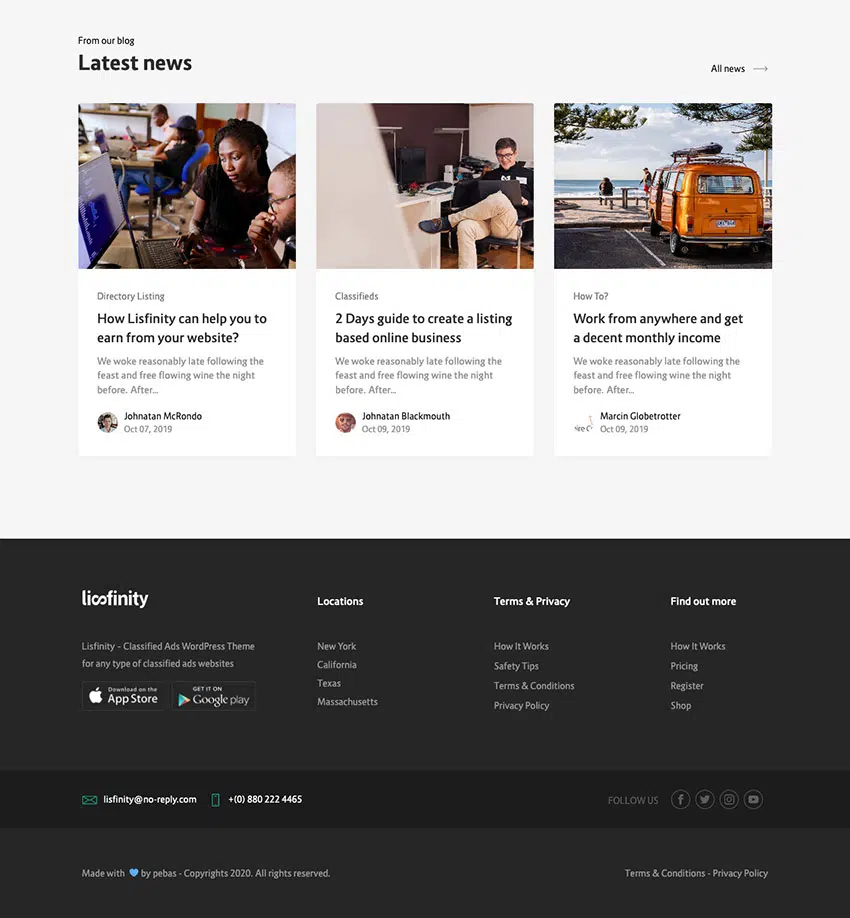 From our blog
Latest news
All news
Directory Listing
How Lisfinity can help you to
earn from your website?
We woke reasonably late following the
feast and free flowing wine the night
before. After...
Johnatan McRondo
Oct 07, 2019
Classifieds
2 Days guide to create a listing
based online business
We woke reasonably late following the
feast and free flowing wine the night
before. After...
Johnatan Blackmouth
Oct 09, 2019
How To?
Work from anywhere and get
a decent monthly income
We woke reasonably late following the
feast and free flowing wine the night
before. After...
Marcin Globetrotter
Oct 09, 2019
lisfinity
Lisfinity - Classified Ads WordPress Theme
for any type of classified ads websites
Download on the
App Store
GET IT ON
Google play
Locations
New York
California
Texas
Massachusetts
Terms & Privacy
How It Works
Safety Tips
Terms & Conditions
Privacy Policy
Find out more
How It Works
Pricing
Register
Shop
lisfinity@no-reply.com
+(0) 880 222 4465
FOLLOW US
Made with by pebas - Copyrights 2020. All rights reserved.
Terms & Conditions - Privacy Policy